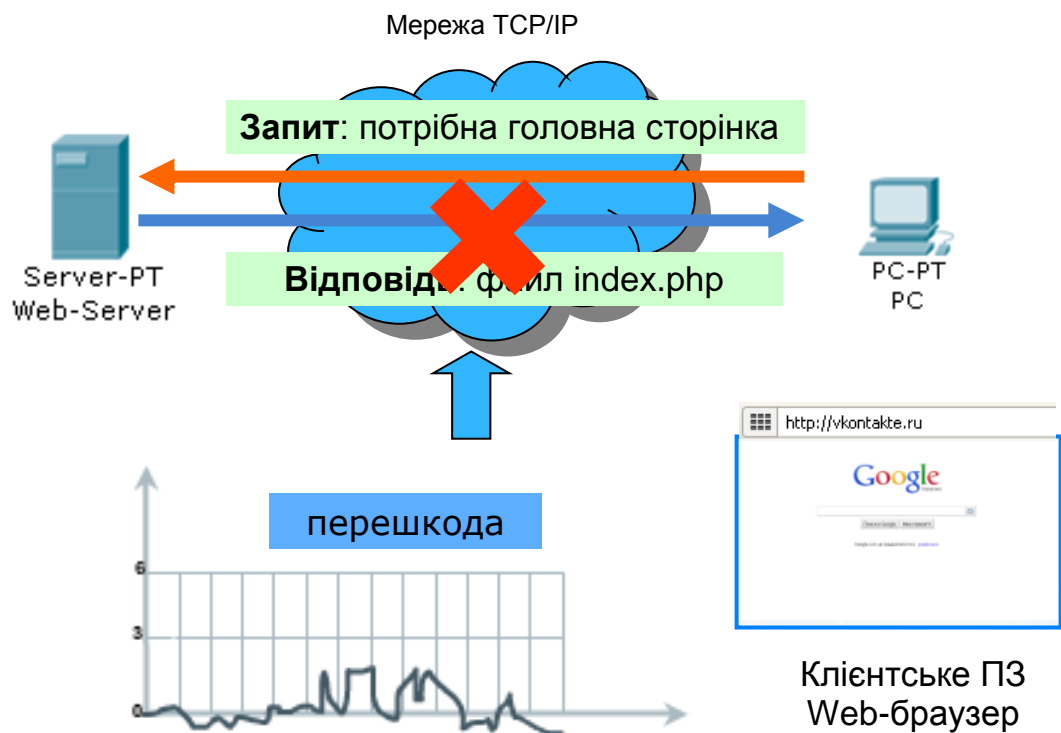 Мережа TCP/IP
Запит: потрібна головна сторінка
Server-PT
Web-Server
Відповідь: файл index.php
PC-PT
PC
http://vkontakte.ru
Google
перешкода
6
3
0
Клієнтське ПЗ
Web-браузер